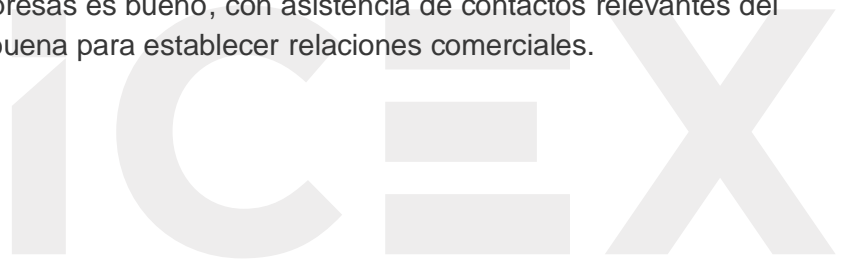 presas es bueno, con asistencia de contactos relevantes del
buena para establecer relaciones comerciales.
iCEX